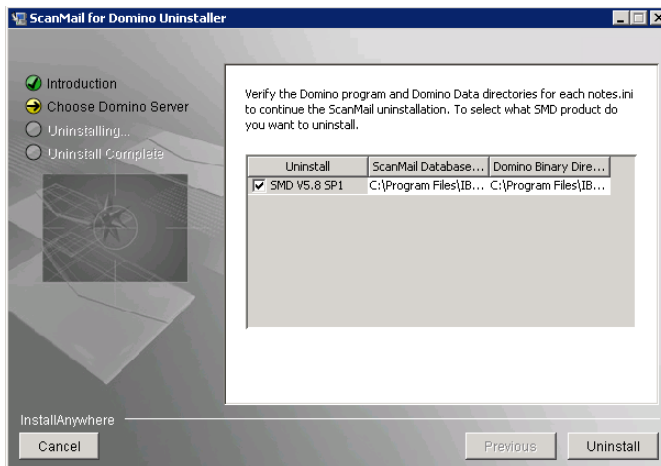 ScanMail for Domino Uninstaller
Introduction
Choose Domino Server
Uninstalling...
Uninstall Complete
Verify the Domino program and Domino Data directories for each notes.ini
to continue the ScanMail uninstallation. To select what SMD product do
you want to uninstall.
Uninstall ScanMail Database... Domino Binary Dire...
SMD V5.8 SP1 C:\Program Files\IB... C:\Program Files\IB...
InstallAnywhere
Cancel Previous Uninstall